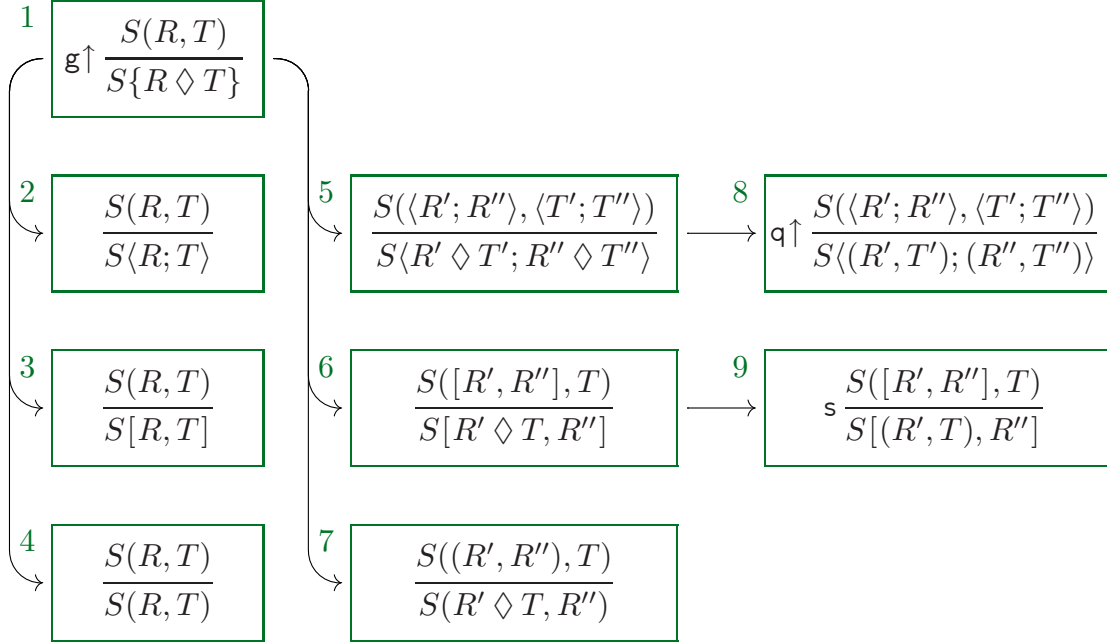 1
g↑ S(R, T)
S{R ◊ T}
2
S(R, T)
S⟨R; T⟩
5
S(⟨R′; R″⟩, ⟨T′; T″⟩)
S⟨R′ ◊ T′; R″ ◊ T″⟩
8
q↑ S(⟨R′; R″⟩, ⟨T′; T″⟩)
S⟨(R′, T′); (R″, T″)⟩
3
S(R, T)
S[R, T]
6
S([R′, R″], T)
S[R′ ◊ T, R″]
9
s S([R′, R″], T)
S[(R′, T), R″]
4
S(R, T)
S(R, T)
7
S((R′, R″), T)
S(R′ ◊ T, R″)